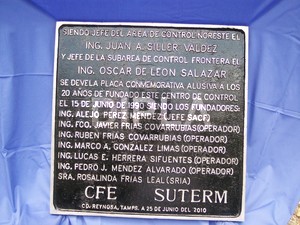 SIENDO JEFE DEL AREA DE CONTROL NORESTE EL
ING. JUAN A. SILLER VALDEZ
Y JEFE DE LA SUBAREA DE CONTROL FRONTERA EL
ING. OSCAR DE LEON SALAZAR
SE DEVELA PLACA CONMEMORATIVA ALUSIVA A LOS
20 AÑOS DE FUNDADO ESTE CENTRO DE CONTROL
EL 15 DE JUNIO DE 1990 SIENDO LOS FUNDADORES:
ING. ALEJO PEREZ MENDEZ (JEFE SACF)
ING. FCO. JAVIER FRIAS COVARRUBIAS(OPERADOR)
ING. RUBEN FRIAS COVARRUBIAS (OPERADOR)
ING. MARCO A. GONZALEZ LIMAS (OPERADOR)
ING. LUCAS E. HERRERA SIFUENTES (OPERADOR)
ING. PEDRO J. MENDEZ ALVARADO (OPERADOR)
SRA. ROSALINDA FRIAS LEAL (SRIA)
CFE SUTERM
CD. REYNOSA, TAMPS. A 25 DE JUNIO DEL 2010